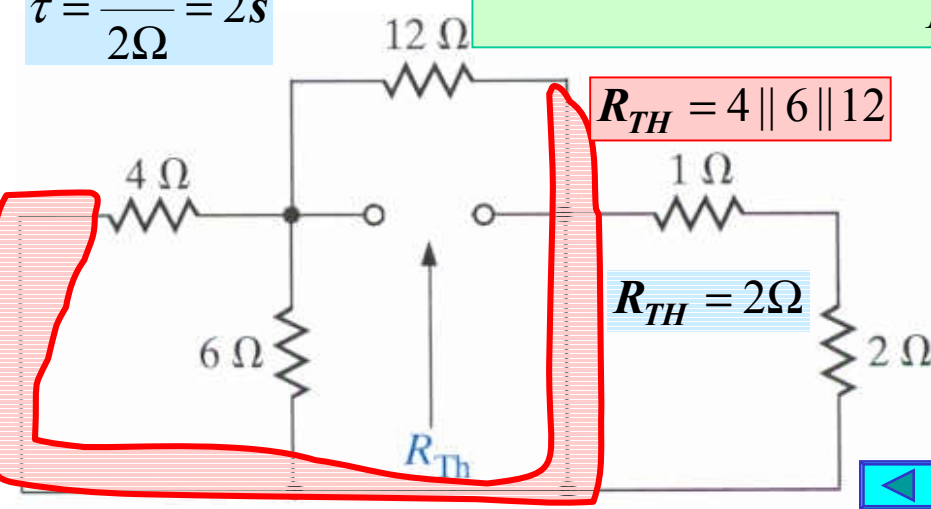 τ = ― = 2s
2Ω
12 Ω
R_TH = 4 || 6 || 12
4 Ω
1 Ω
R_TH = 2Ω
6 Ω
2 Ω
R_Th